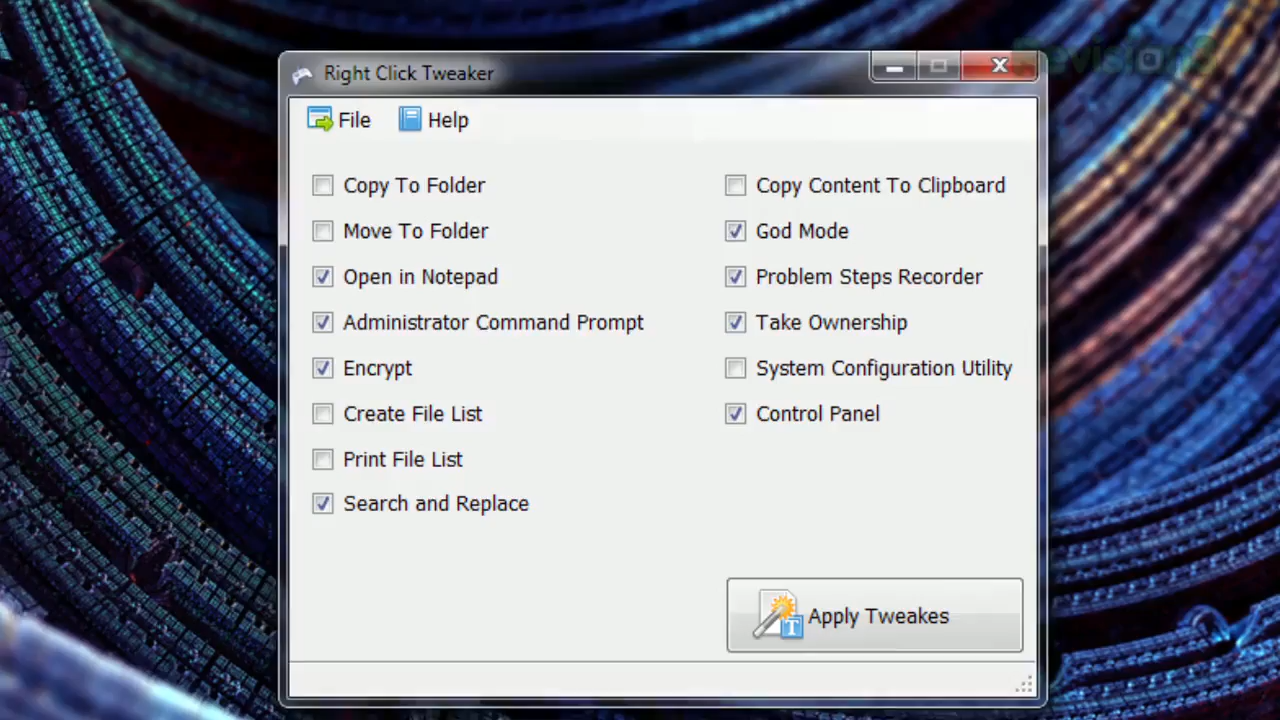 Revision3
Right Click Tweaker
File Help
Copy To Folder
Move To Folder
Open in Notepad
Administrator Command Prompt
Encrypt
Create File List
Print File List
Search and Replace
Copy Content To Clipboard
God Mode
Problem Steps Recorder
Take Ownership
System Configuration Utility
Control Panel
T Apply Tweakes